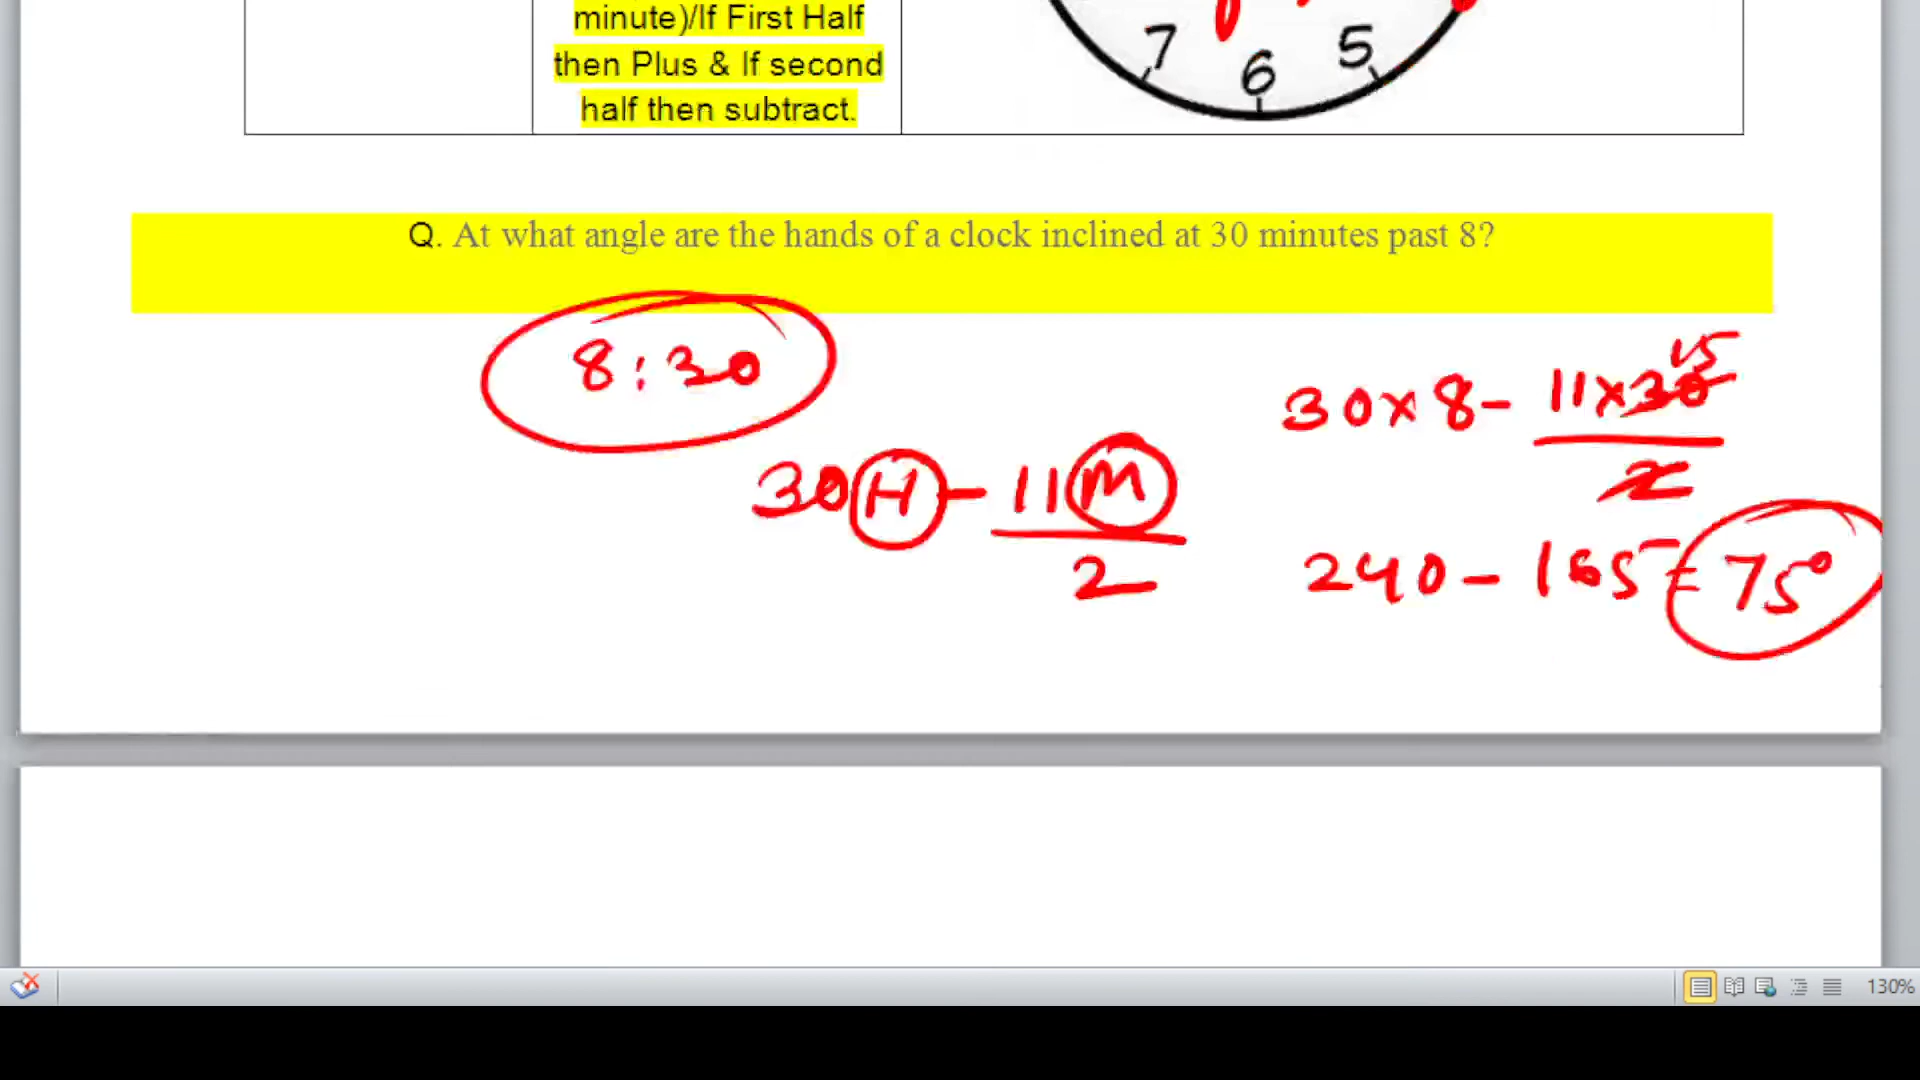 minute)/If First Half
then Plus & If second
half then subtract.
7
6
5
Q. At what angle are the hands of a clock inclined at 30 minutes past 8?
8:30
30H - 11M
2
30 x 8 - 11 x 30
15
2
240 - 165 = 75°
130%